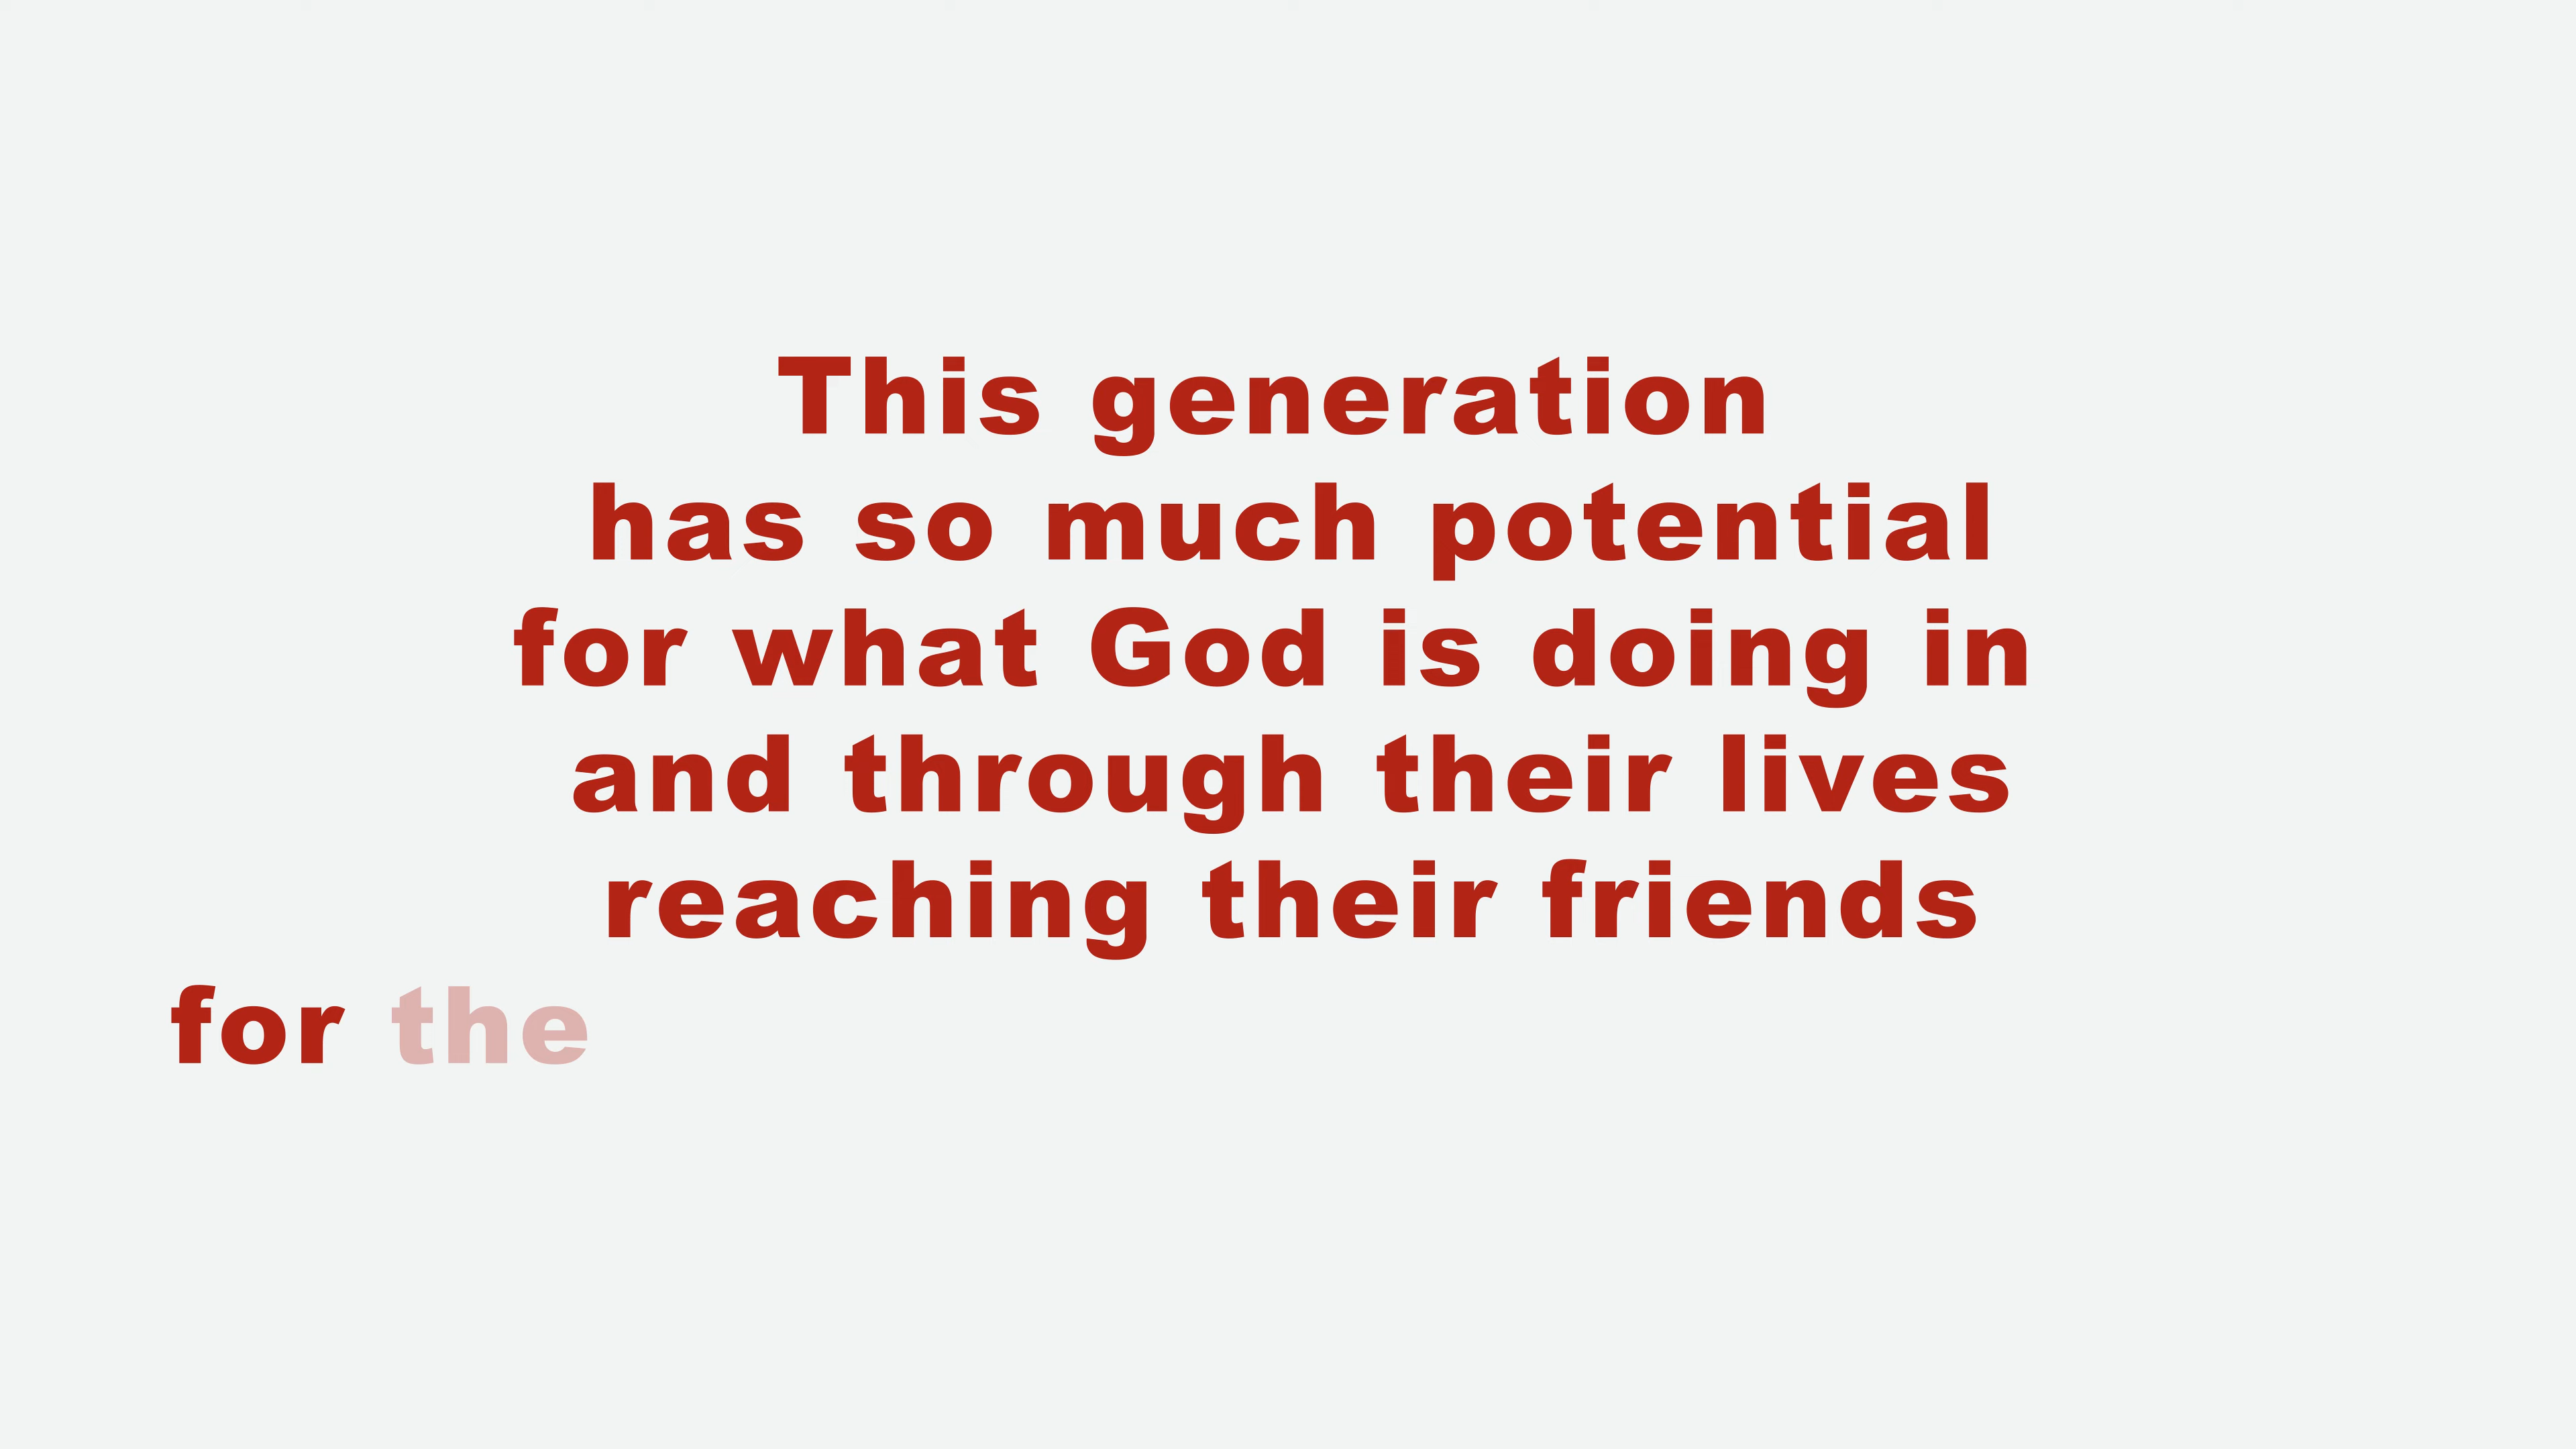 This generation
has so much potential
for what God is doing in
and through their lives
reaching their friends
for the